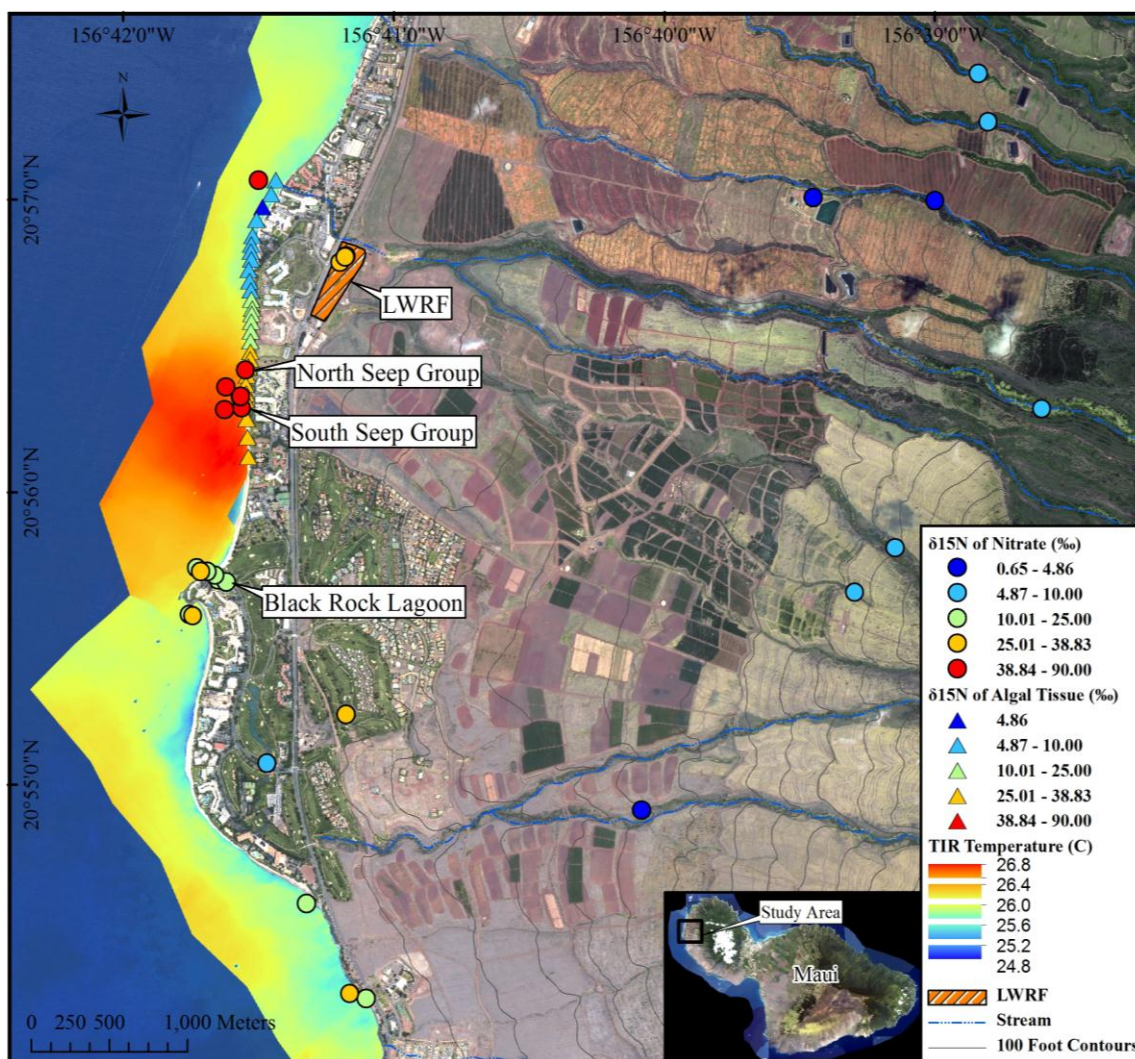 156°42'0"W
156°41'0"W
156°40'0"W
156°39'0"W
N
20°57'0"N
LWRF
North Seep Group
South Seep Group
20°56'0"N
Black Rock Lagoon
20°55'0"N
0 250 500 1,000 Meters
Study Area
Maui
δ15N of Nitrate (‰)
0.65 - 4.86
4.87 - 10.00
10.01 - 25.00
25.01 - 38.83
38.84 - 90.00
δ15N of Algal Tissue (‰)
4.86
4.87 - 10.00
10.01 - 25.00
25.01 - 38.83
38.84 - 90.00
TIR Temperature (C)
26.8
26.4
26.0
25.6
25.2
24.8
LWRF
Stream
100 Foot Contours